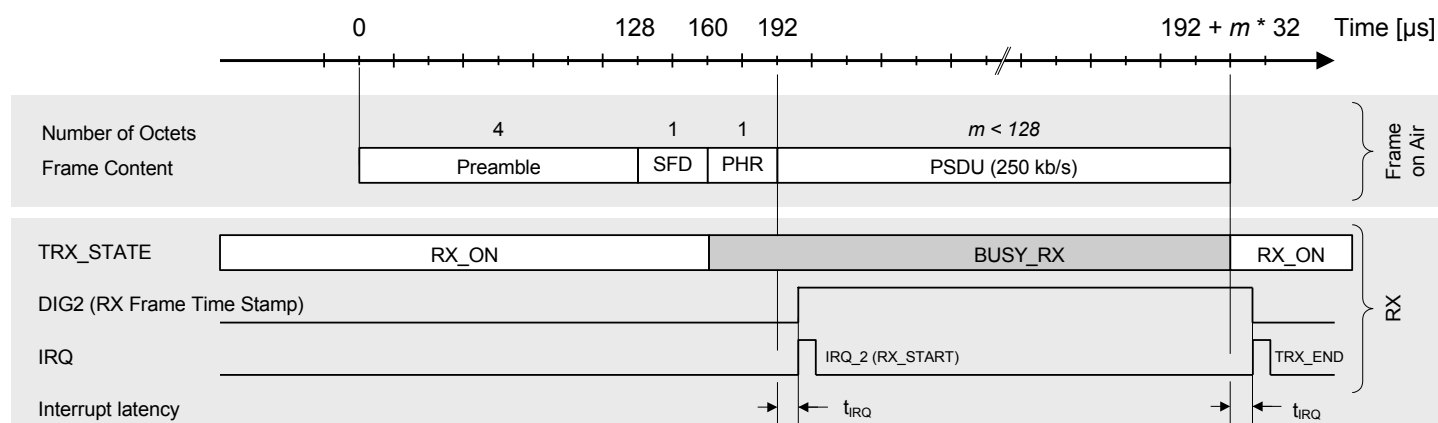 0 128 160 192 192 + m * 32 Time [µs]
Number of Octets 4 1 1 m < 128
Frame Content Preamble SFD PHR PSDU (250 kb/s)
Frame on Air
TRX_STATE RX_ON BUSY_RX RX_ON
DIG2 (RX Frame Time Stamp)
RX
IRQ IRQ_2 (RX_START) TRX_END
Interrupt latency tIRQ tIRQ